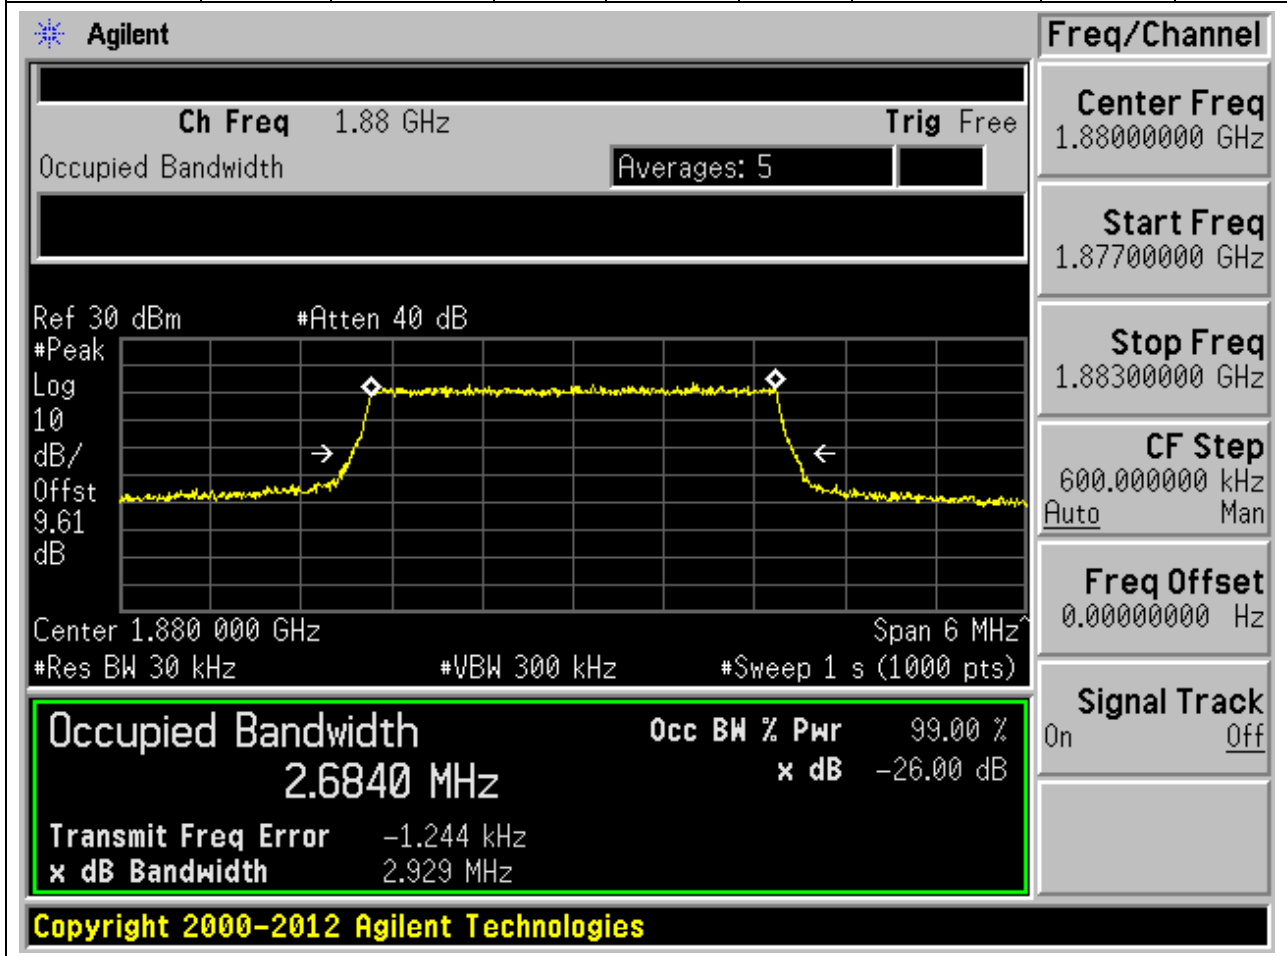 Agilent
Freq/Channel
Ch Freq 1.88 GHz Trig Free
Occupied Bandwidth Averages: 5
Center Freq
1.88000000 GHz
Start Freq
1.87700000 GHz
Stop Freq
1.88300000 GHz
CF Step
600.000000 kHz
Auto Man
Freq Offset
0.00000000 Hz
Signal Track
On Off
Ref 30 dBm #Atten 40 dB
#Peak
Log
10
dB/
Offst
9.61
dB
Center 1.880 000 GHz Span 6 MHz^
#Res BW 30 kHz #VBW 300 kHz #Sweep 1 s (1000 pts)
Occupied Bandwidth Occ BW % Pwr 99.00 %
2.6840 MHz x dB -26.00 dB
Transmit Freq Error -1.244 kHz
x dB Bandwidth 2.929 MHz
Copyright 2000-2012 Agilent Technologies